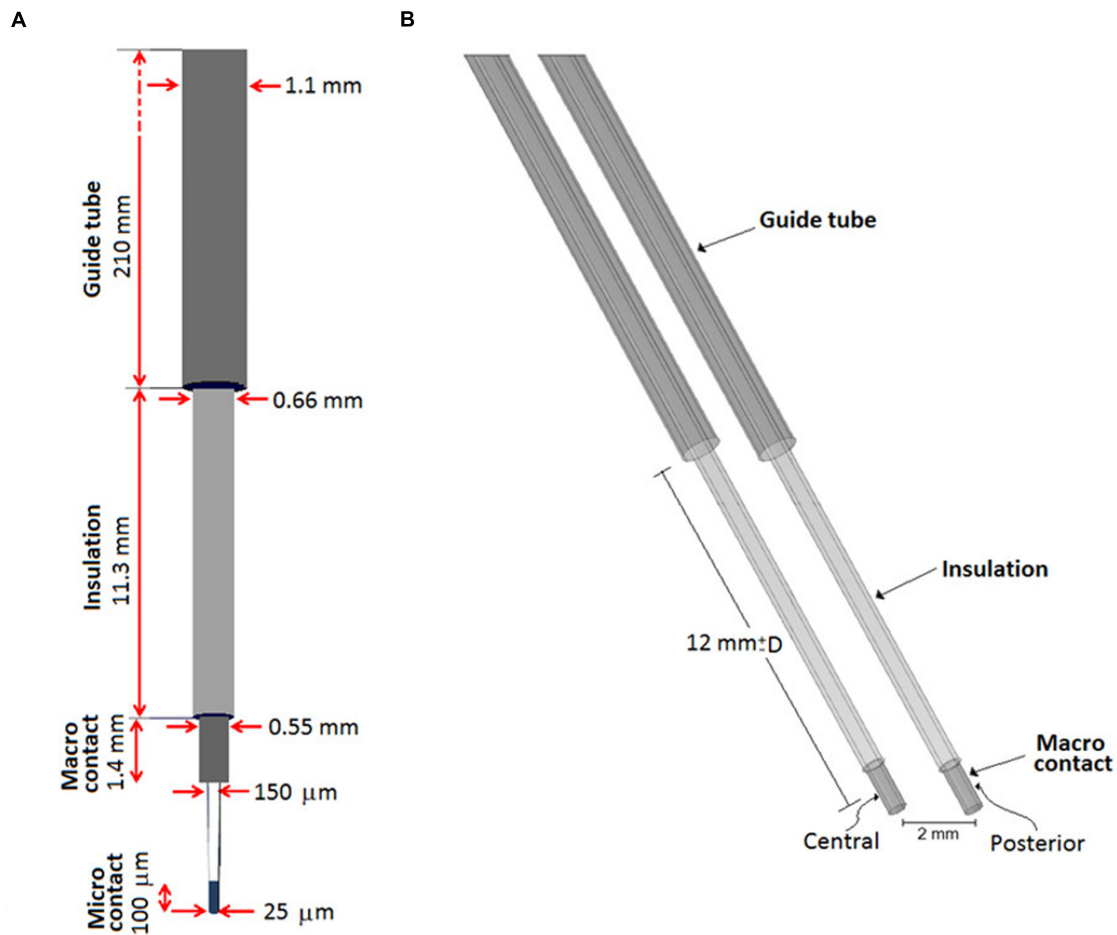 A
B
1.1 mm
Guide tube
210 mm
0.66 mm
Insulation
11.3 mm
0.55 mm
Macro
contact
1.4 mm
150 μm
Micro
contact
100 μm
25 μm
Guide tube
Insulation
12 mm±D
Macro
contact
Central
2 mm
Posterior